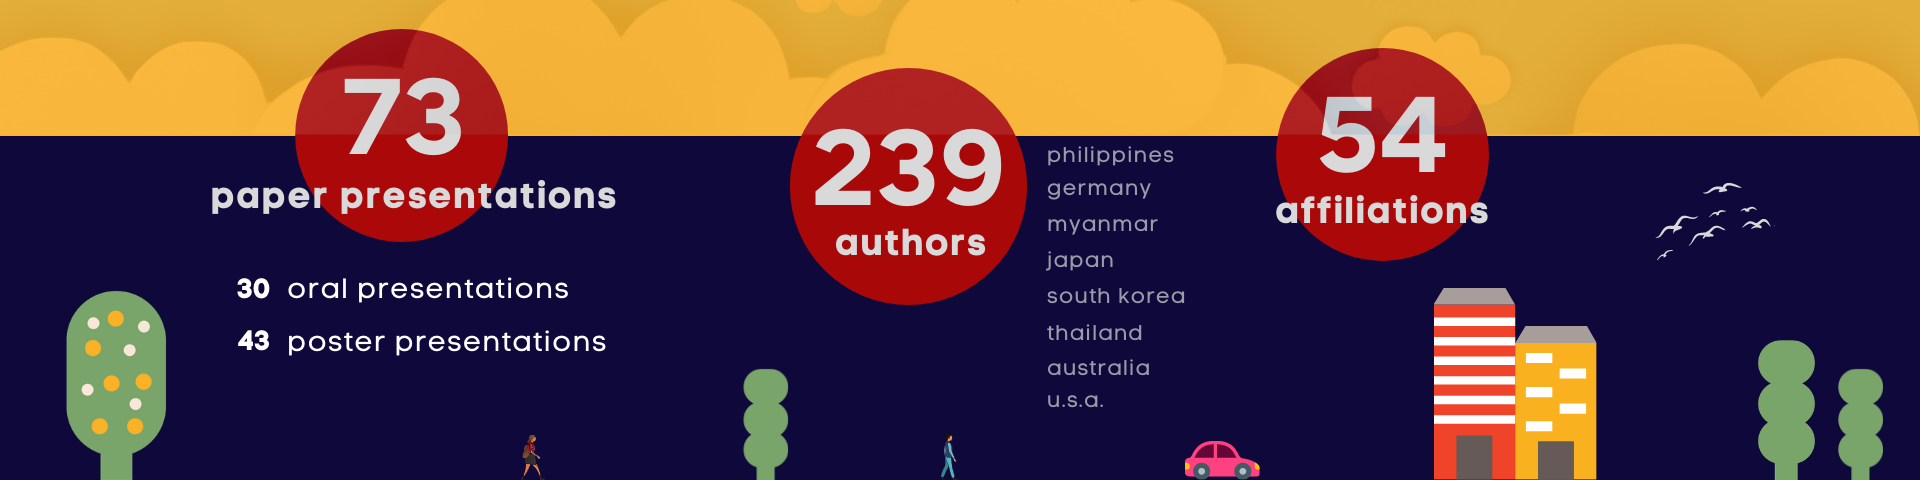 73
paper presentations
30 oral presentations
43 poster presentations
239
authors
philippines
germany
myanmar
japan
south korea
thailand
australia
u.s.a.
54
affiliations